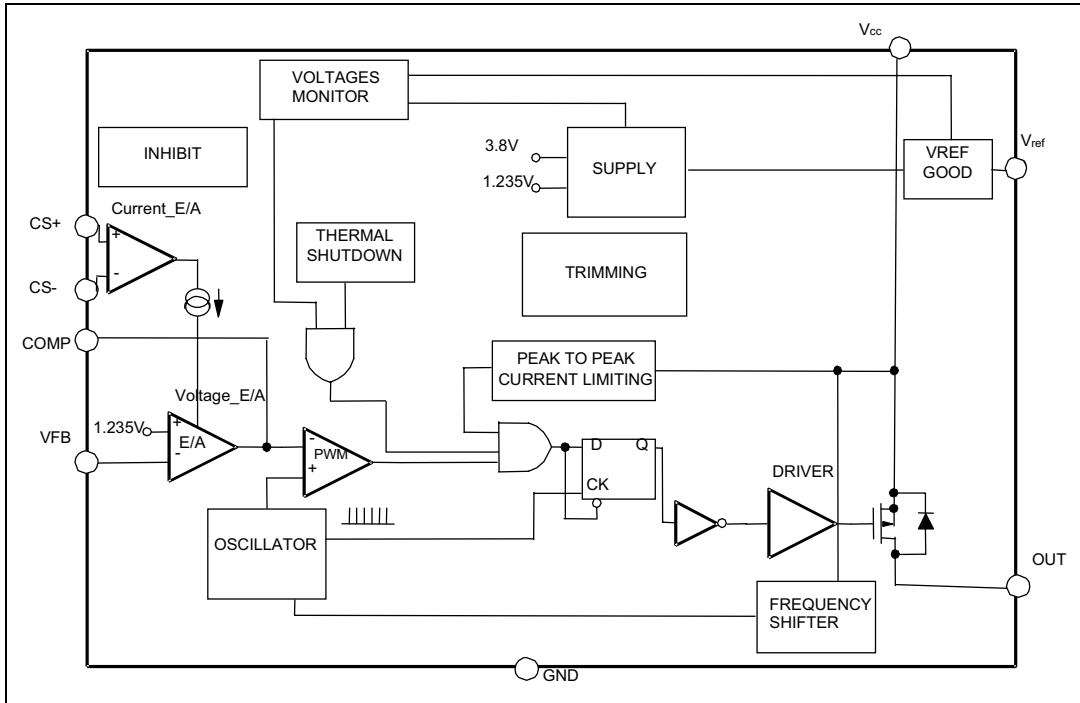 Vcc
VOLTAGES
MONITOR
INHIBIT
3.8V
1.235V
SUPPLY
VREF
GOOD
Vref
Current_E/A
CS+
+
-
CS-
THERMAL
SHUTDOWN
TRIMMING
COMP
PEAK TO PEAK
CURRENT LIMITING
Voltage_E/A
1.235V
VFB
+
E/A
-
-
PWM
+
D
Q
CK
DRIVER
OSCILLATOR
OUT
FREQUENCY
SHIFTER
GND